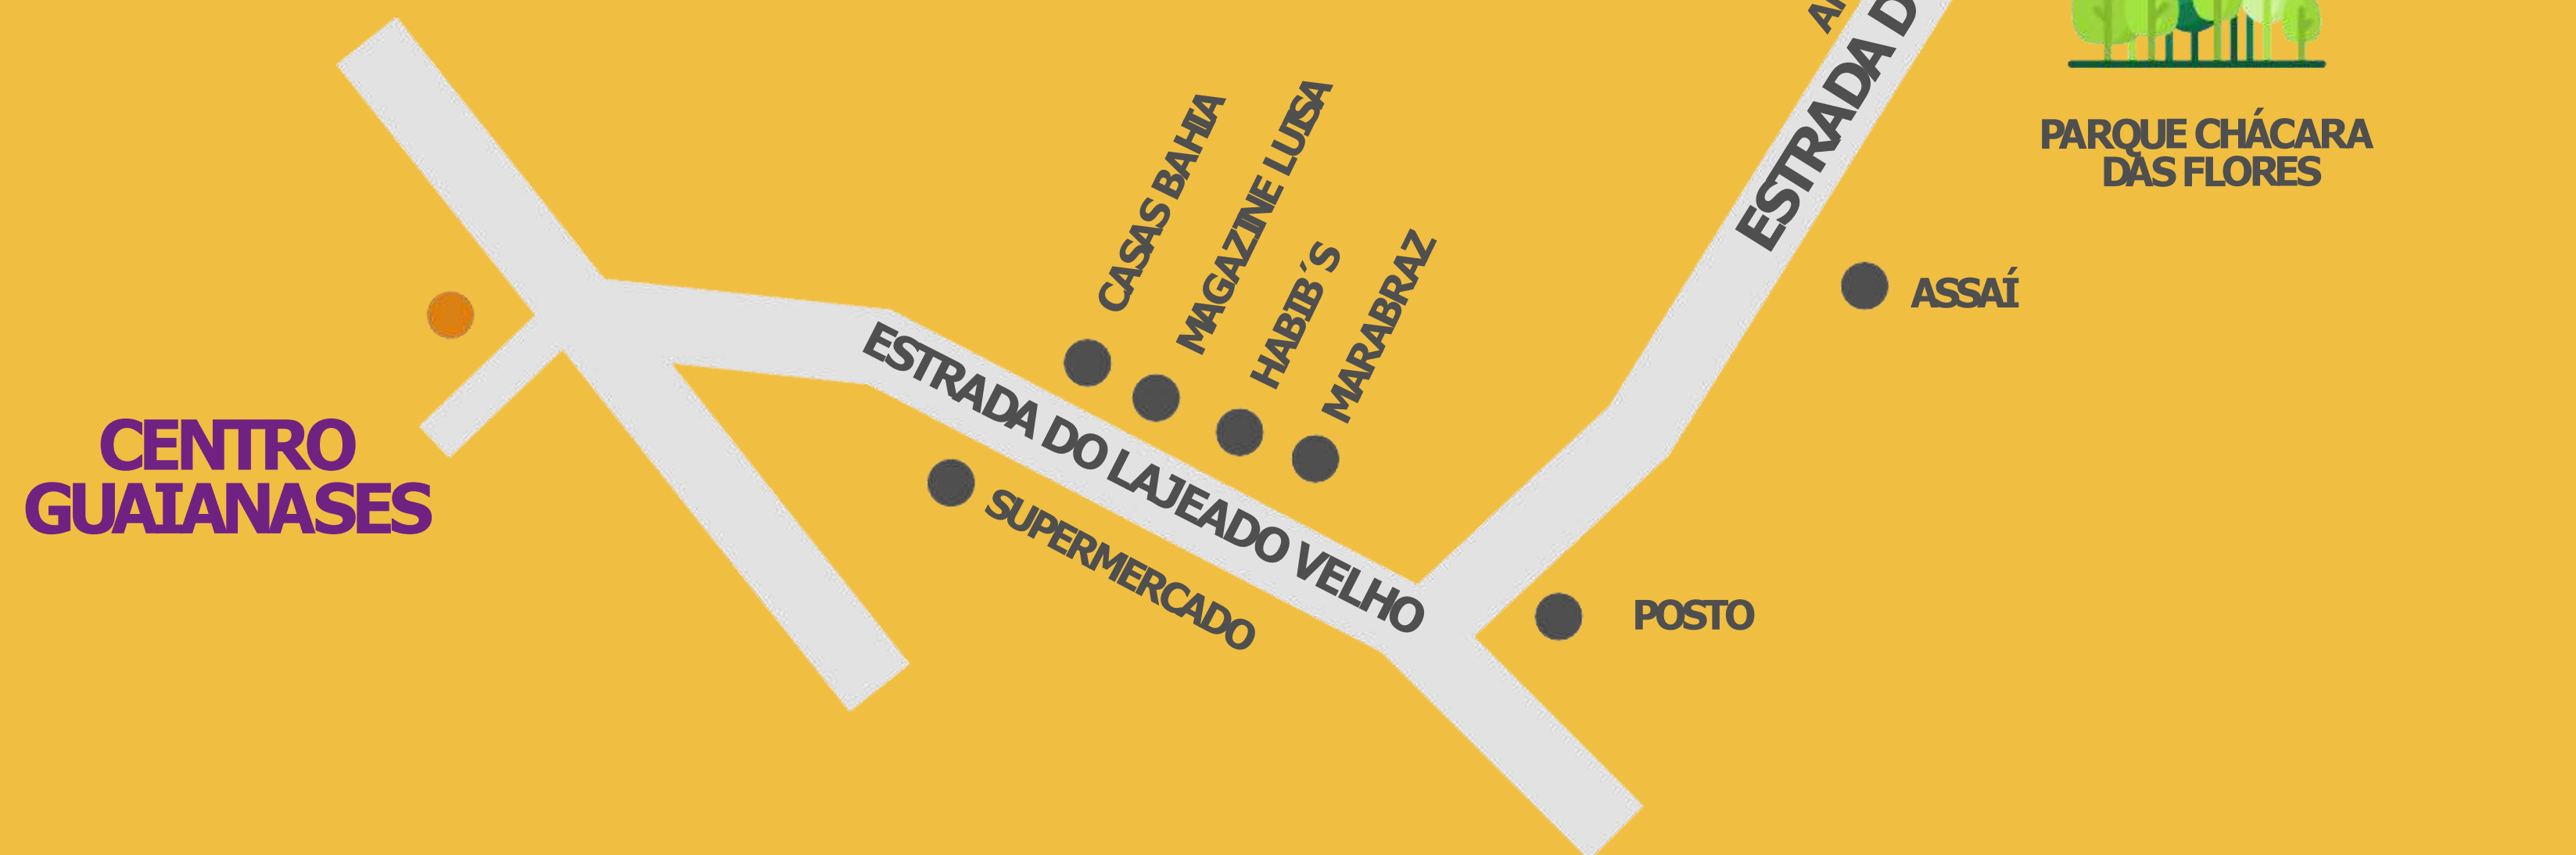 ESTRADA D
PARQUE CHÁCARA
DAS FLORES
CASAS BAHIA
MAGAZINE LUISA
HABIB´S
MARABRAZ
ASSAÍ
ESTRADA DO LAJEADO VELHO
CENTRO
GUAIANASES
SUPERMERCADO
POSTO